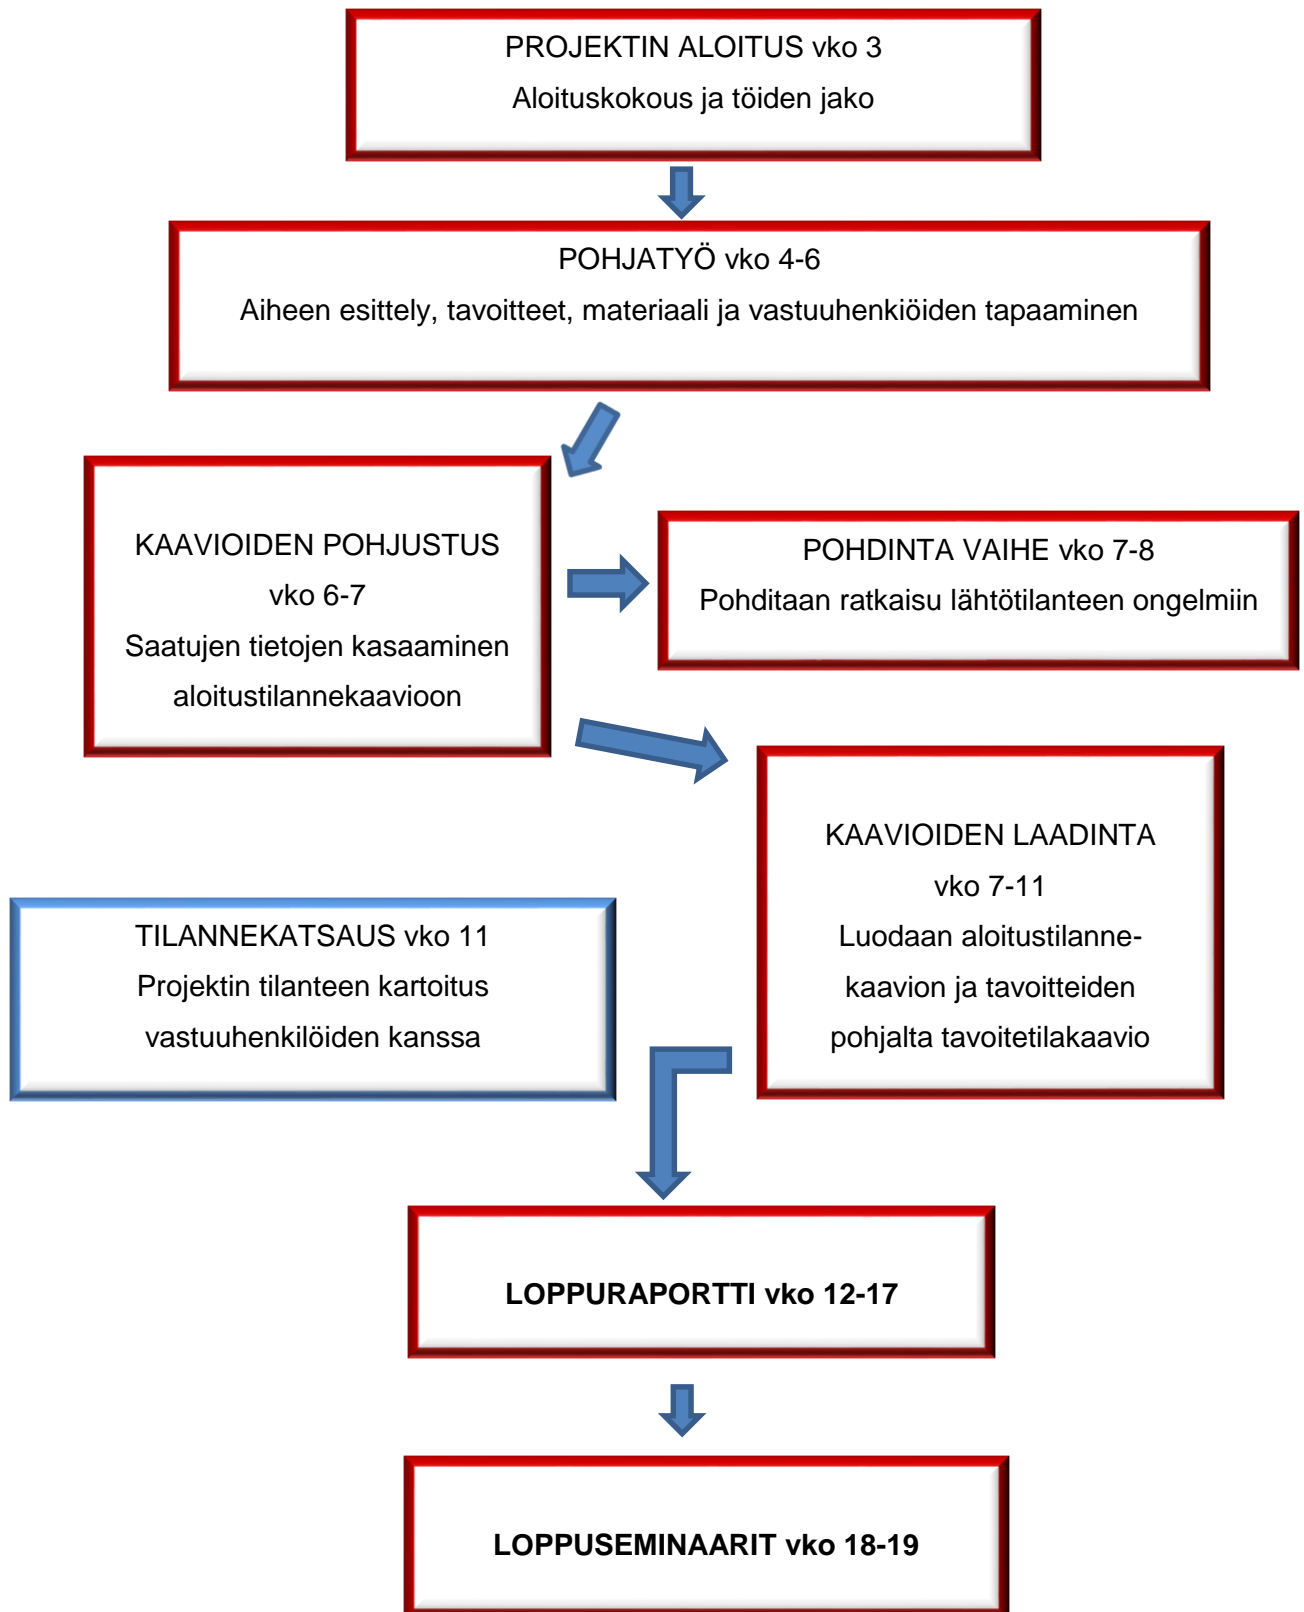 PROJEKTIN ALOITUS vko 3
Aloituskokous ja töiden jako
POHJATYÖ vko 4-6
Aiheen esittely, tavoitteet, materiaali ja vastuuhenkiöiden tapaaminen
KAAVIOIDEN POHJUSTUS
vko 6-7
Saatujen tietojen kasaaminen
aloitustilannekaavioon
POHDINTA VAIHE vko 7-8
Pohditaan ratkaisu lähtötilanteen ongelmiin
KAAVIOIDEN LAADINTA
vko 7-11
Luodaan aloitustilanne-
kaavion ja tavoitteiden
pohjalta tavoitetilakaavio
TILANNEKATSAUS vko 11
Projektin tilanteen kartoitus
vastuuhenkilöiden kanssa
LOPPURAPORTTI vko 12-17
LOPPUSEMINAARIT vko 18-19